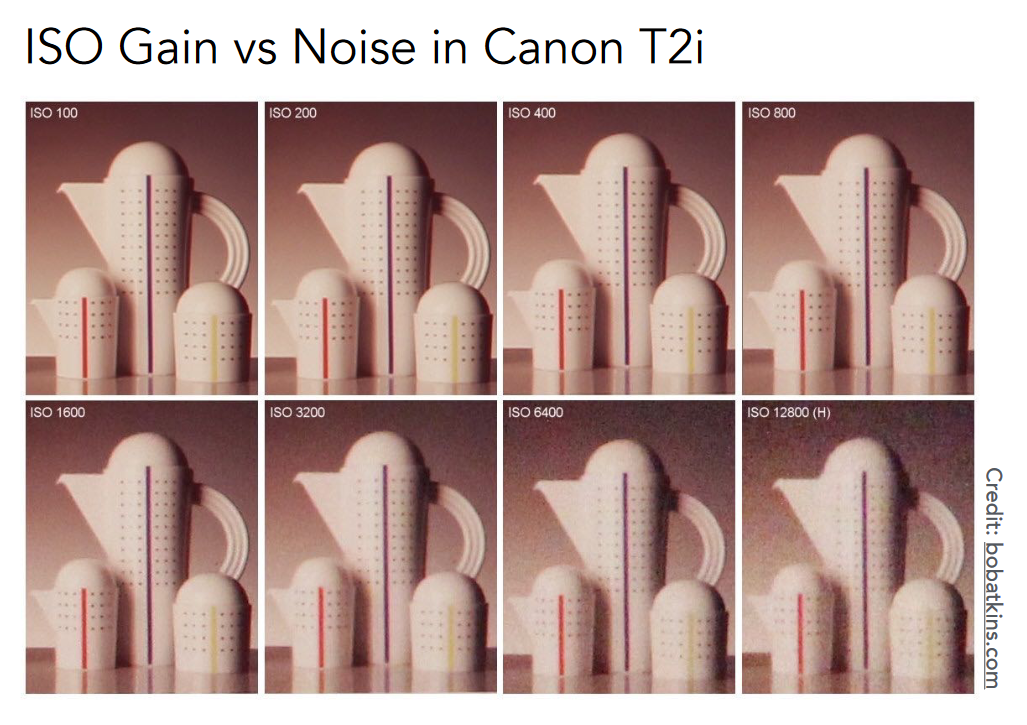 ISO Gain vs Noise in Canon T2i
ISO 100
ISO 200
ISO 400
ISO 800
ISO 1600
ISO 3200
ISO 6400
ISO 12800 (H)
Credit: bobatkins.com